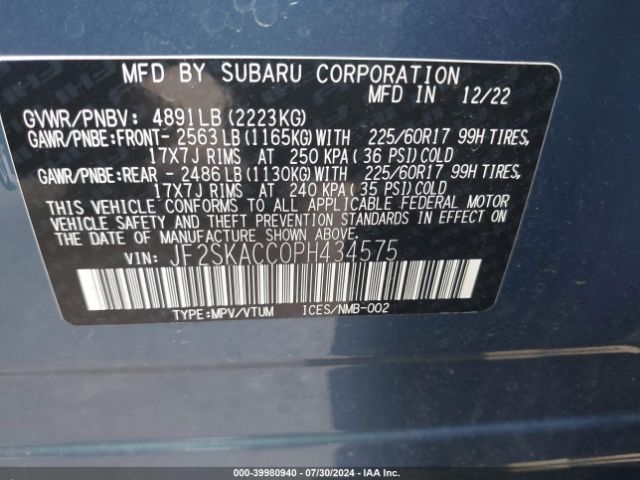 MFD BY SUBARU CORPORATION
MFD IN 12/22
GVWR/PNBV: 4891LB(2223KG)
GAWR/PNBE:FRONT- 2563LB(1165KG)WITH 225/60R17 99H TIRES,
17X7J RIMS AT 250 KPA( 36 PSI)COLD
GAWR/PNBE:REAR - 2486LB(1130KG)WITH 225/60R17 99H TIRES,
17X7J RIMS AT 240 KPA( 35 PSI)COLD
THIS VEHICLE CONFORMS TO ALL APPLICABLE FEDERAL MOTOR
VEHICLE SAFETY AND THEFT PREVENTION STANDARDS IN EFFECT
ON THE DATE OF MANUFACTURE SHOWN ABOVE.
VIN: JF2SKACC0PH434575
TYPE:MPV/VTUM ICES/NMB-002
000-39980940 - 07/30/2024 - IAA Inc.